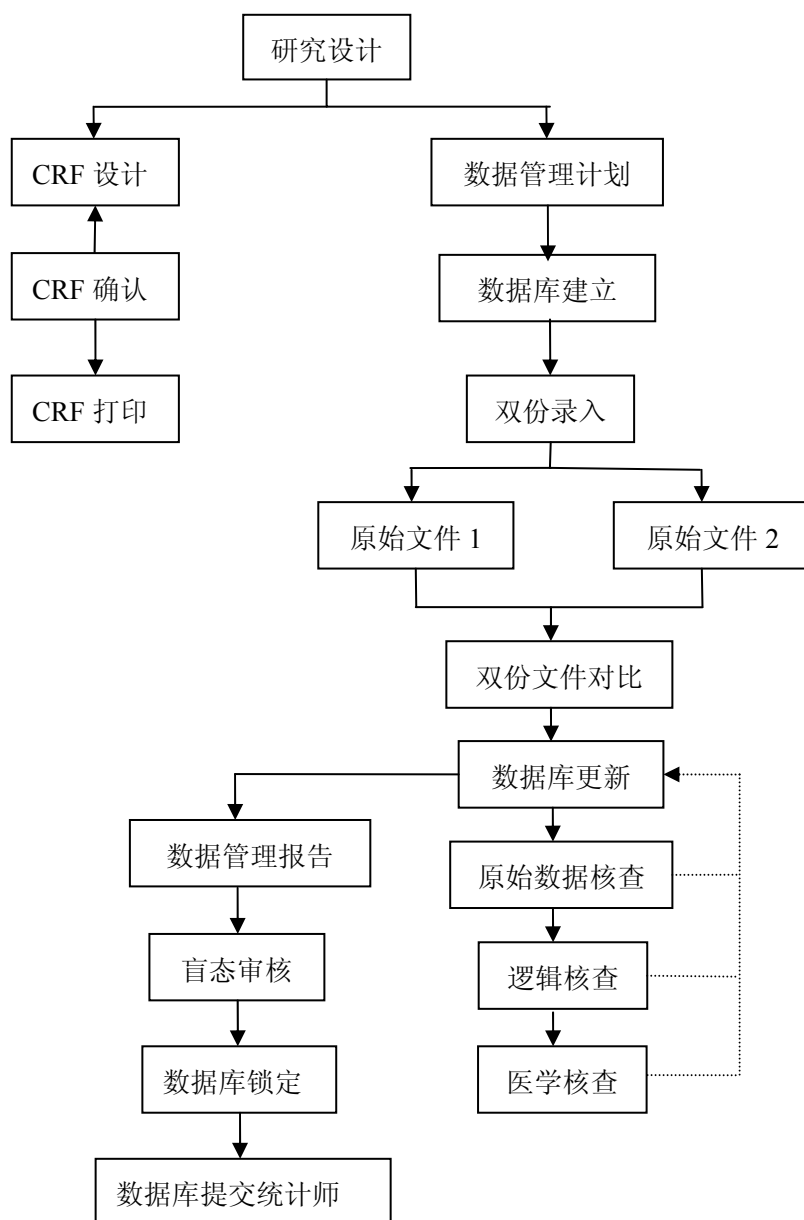 研究设计
CRF 设计
数据管理计划
CRF 确认
数据库建立
CRF 打印
双份录入
原始文件 1
原始文件 2
双份文件对比
数据库更新
数据管理报告
原始数据核查
盲态审核
逻辑核查
数据库锁定
医学核查
数据库提交统计师